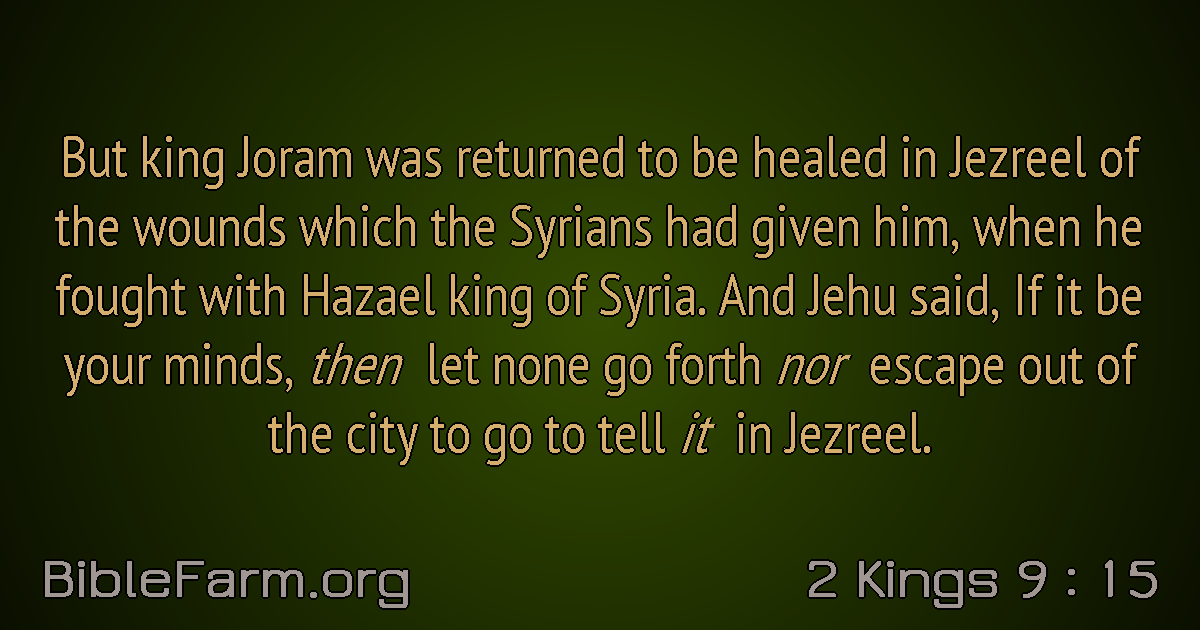 But king Joram was returned to be healed in Jezreel of
the wounds which the Syrians had given him, when he
fought with Hazael king of Syria. And Jehu said, If it be
your minds, then let none go forth nor escape out of
the city to go to tell it in Jezreel.
BibleFarm.org
2 Kings 9 : 15